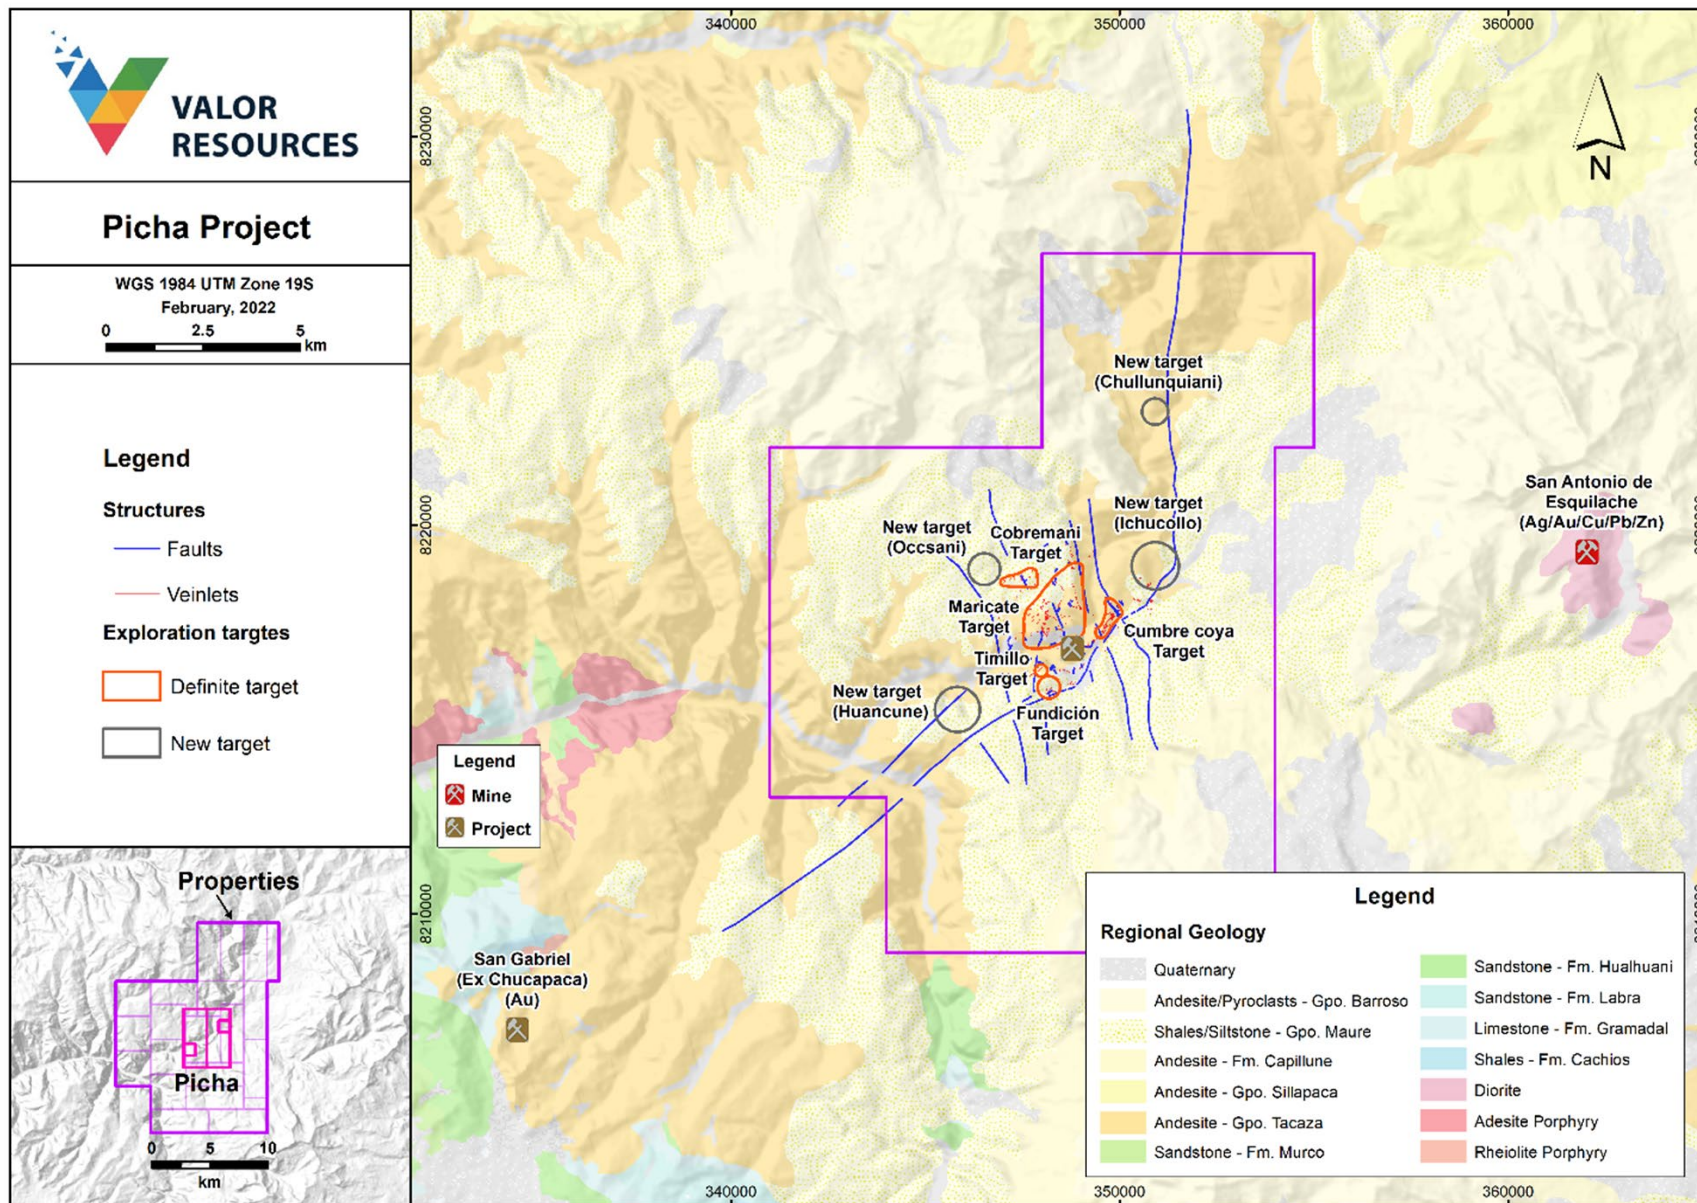 VALOR
RESOURCES
Picha Project
WGS 1984 UTM Zone 19S
February, 2022
0 2.5 5
km
Legend
Structures
Faults
Veinlets
Exploration targtes
Definite target
New target
Properties
Picha
0 5 10
km
340000 350000 360000
8230000
8220000
8210000
N
New target
(Chullunquiani)
New target
(Ichucollo)
San Antonio de
Esquilache
(Ag/Au/Cu/Pb/Zn)
New target
(Occsani)
Cobremani
Target
Maricate
Target
Cumbre coya
Target
Timillo
Target
New target
(Huancune)
Fundición
Target
Legend
Mine
Project
San Gabriel
(Ex Chucapaca)
(Au)
Legend
Regional Geology
Quaternary
Andesite/Pyroclasts - Gpo. Barroso
Shales/Siltstone - Gpo. Maure
Andesite - Fm. Capillune
Andesite - Gpo. Sillapaca
Andesite - Gpo. Tacaza
Sandstone - Fm. Murco
Sandstone - Fm. Hualhuani
Sandstone - Fm. Labra
Limestone - Fm. Gramadal
Shales - Fm. Cachios
Diorite
Adesite Porphyry
Rheiolite Porphyry
340000 350000 360000